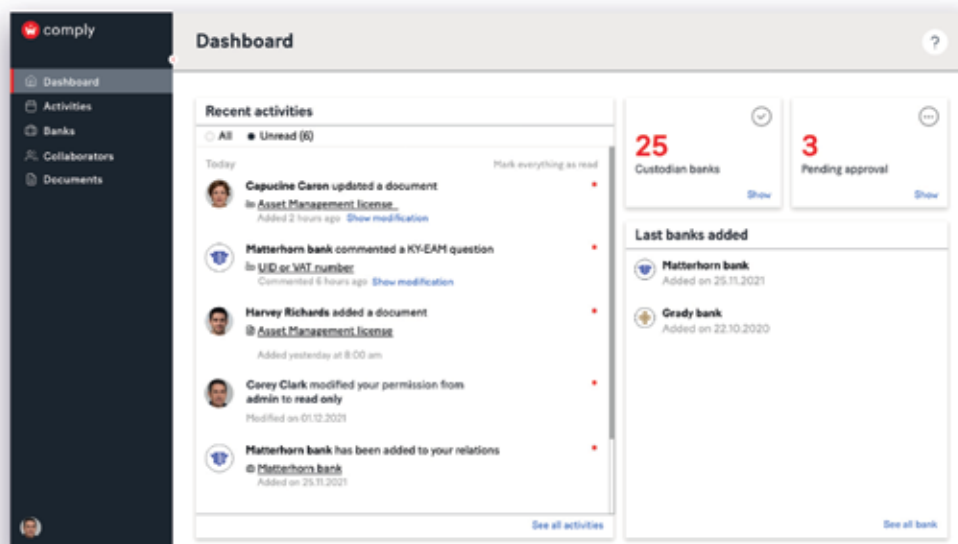 comply
Dashboard
Activities
Banks
Collaborators
Documents
Dashboard
?
Recent activities
All Unread (6)
Today Mark everything as read
Capucine Caron updated a document
Asset Management license
Added 2 hours ago Show modification
Matterhorn bank commented a KY-EAM question
UID or VAT number
Commented 6 hours ago Show modification
Harvey Richards added a document
Asset Management license
Added yesterday at 8:00 am
Corey Clark modified your permission from
admin to read only
Modified on 01.12.2021
Matterhorn bank has been added to your relations
Matterhorn bank
Added on 25.11.2021
See all activities
25
Custodian banks
Show
3
Pending approval
Show
Last banks added
Matterhorn bank
Added on 25.11.2021
Grady bank
Added on 22.10.2020
See all bank